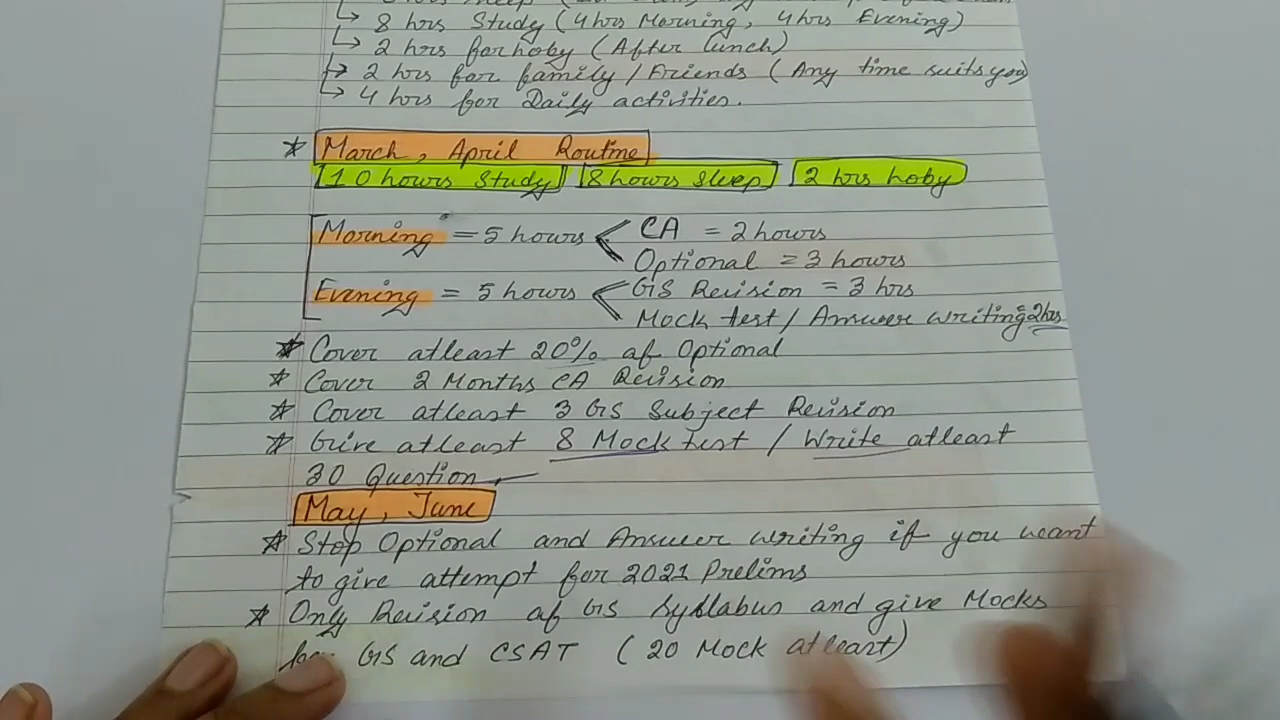 8 hrs Study (4hrs Morning, 4hrs Evening)
2 hrs for hoby (After lunch)
2 hrs for family / Friends (Any time suits you)
4 hrs for Daily activities.
* March, April Routine
10 hours Study 8 hours sleep 2 hrs hoby
Morning = 5 hours < CA = 2 hours
Optional = 3 hours
Evening = 5 hours < GS Revision = 3 hrs
Mock test / Answer writing = 2hrs
* Cover atleast 20% of Optional
* Cover 2 Months CA Revision
* Cover atleast 3 GS Subject Revision
* Give atleast 8 Mock test / Write atleast
30 Question
May, June
* Stop Optional and Answer writing if you want
to give attempt for 2021 Prelims
* Only Revision of GS Syllabus and give Mocks
for GS and CSAT (20 Mock atleast)